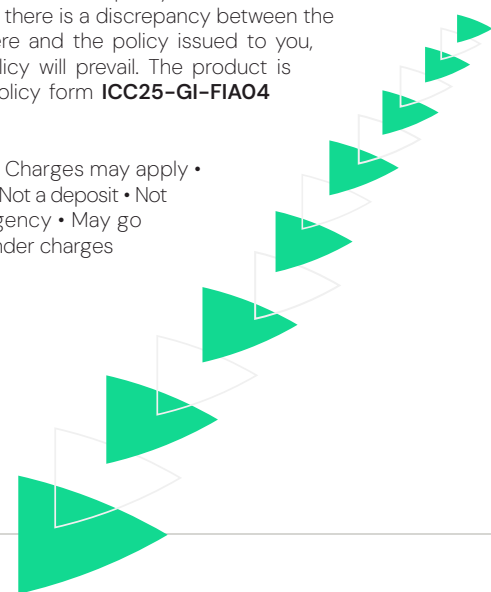 there is a discrepancy between the
ere and the policy issued to you,
licy will prevail. The product is
olicy form ICC25-GI-FIA04
Charges may apply •
Not a deposit • Not
gency • May go
nder charges